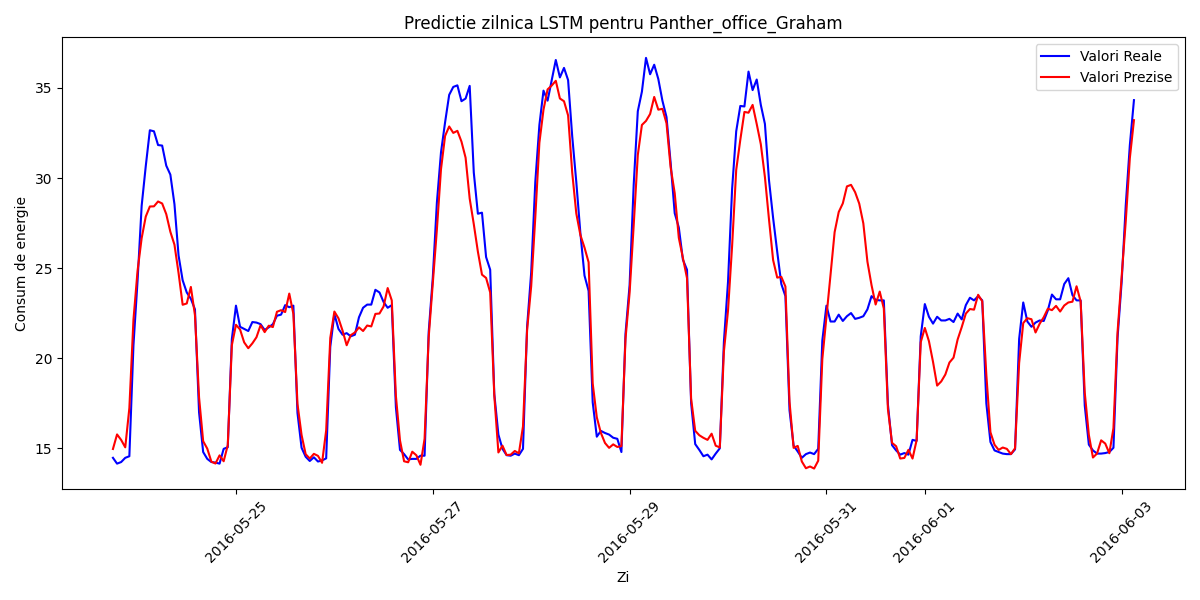 Predictie zilnica LSTM pentru Panther_office_Graham
Valori Reale
Valori Prezise
Consum de energie
35
30
25
20
15
2016-05-25
2016-05-27
2016-05-29
2016-05-31
2016-06-01
2016-06-03
Zi